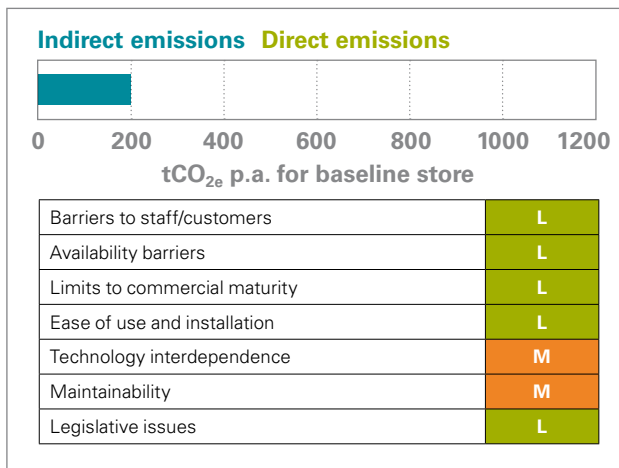 Indirect emissions Direct emissions
0 200 400 600 800 1000 1200
tCO2e p.a. for baseline store
Barriers to staff/customers L
Availability barriers L
Limits to commercial maturity L
Ease of use and installation L
Technology interdependence M
Maintainability M
Legislative issues L